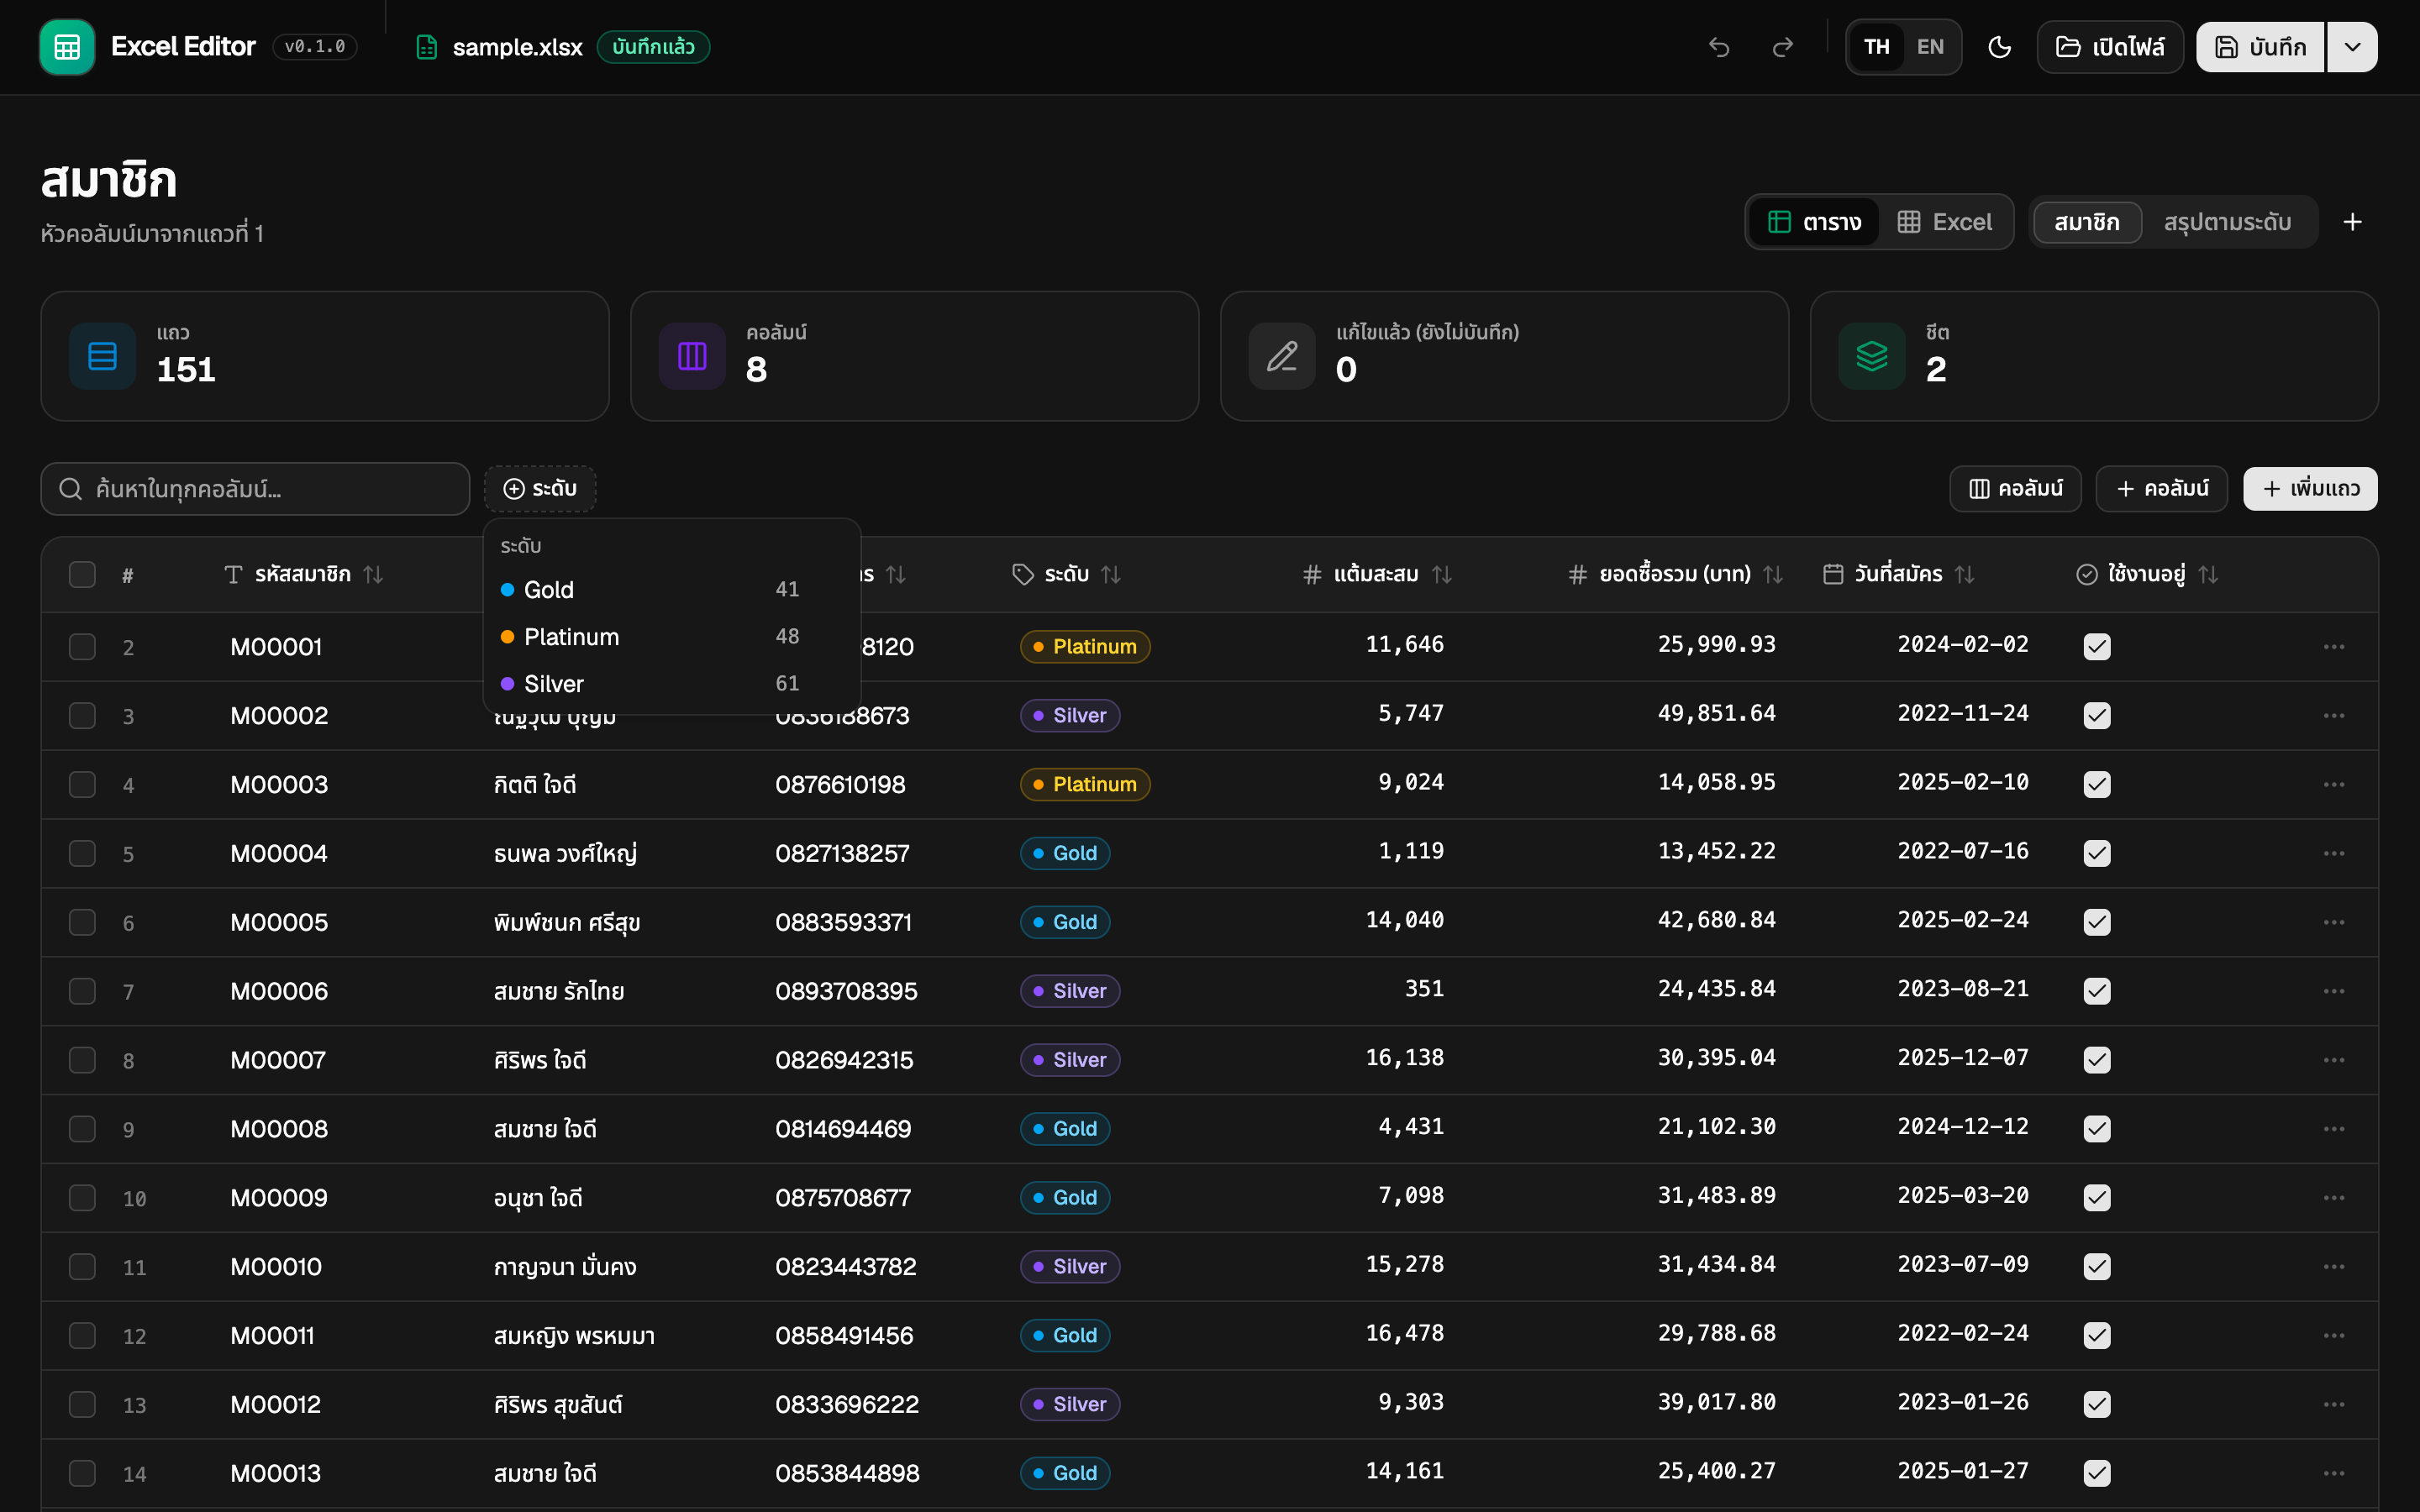 Excel Editor v0.1.0 sample.xlsx บันทึกแล้ว TH EN เปิดไฟล์ บันทึก
สมาชิก
หัวคอลัมน์มาจากแถวที่ 1
ตาราง Excel สมาชิก สรุปตามระดับ +
แถว
151
คอลัมน์
8
แก้ไขแล้ว (ยังไม่บันทึก)
0
ชีต
2
ค้นหาในทุกคอลัมน์... ระดับ คอลัมน์ + คอลัมน์ + เพิ่มแถว
ระดับ
Gold 41
Platinum 48
Silver 61
# รหัสสมาชิก ระดับ # แต้มสะสม # ยอดซื้อรวม (บาท) วันที่สมัคร ใช้งานอยู่
2 M00001 8120 Platinum 11,646 25,990.93 2024-02-02
3 M00002 0836188673 Silver 5,747 49,851.64 2022-11-24
4 M00003 กิตติ ใจดี 0876610198 Platinum 9,024 14,058.95 2025-02-10
5 M00004 ธนพล วงศ์ใหญ่ 0827138257 Gold 1,119 13,452.22 2022-07-16
6 M00005 พิมพ์ชนก ศรีสุข 0883593371 Gold 14,040 42,680.84 2025-02-24
7 M00006 สมชาย รักไทย 0893708395 Silver 351 24,435.84 2023-08-21
8 M00007 ศิริพร ใจดี 0826942315 Silver 16,138 30,395.04 2025-12-07
9 M00008 สมชาย ใจดี 0814694469 Gold 4,431 21,102.30 2024-12-12
10 M00009 อนุชา ใจดี 0875708677 Gold 7,098 31,483.89 2025-03-20
11 M00010 กาญจนา มั่นคง 0823443782 Silver 15,278 31,434.84 2023-07-09
12 M00011 สมหญิง พรหมมา 0858491456 Gold 16,478 29,788.68 2022-02-24
13 M00012 ศิริพร สุขสันต์ 0833696222 Silver 9,303 39,017.80 2023-01-26
14 M00013 สมชาย ใจดี 0853844898 Gold 14,161 25,400.27 2025-01-27